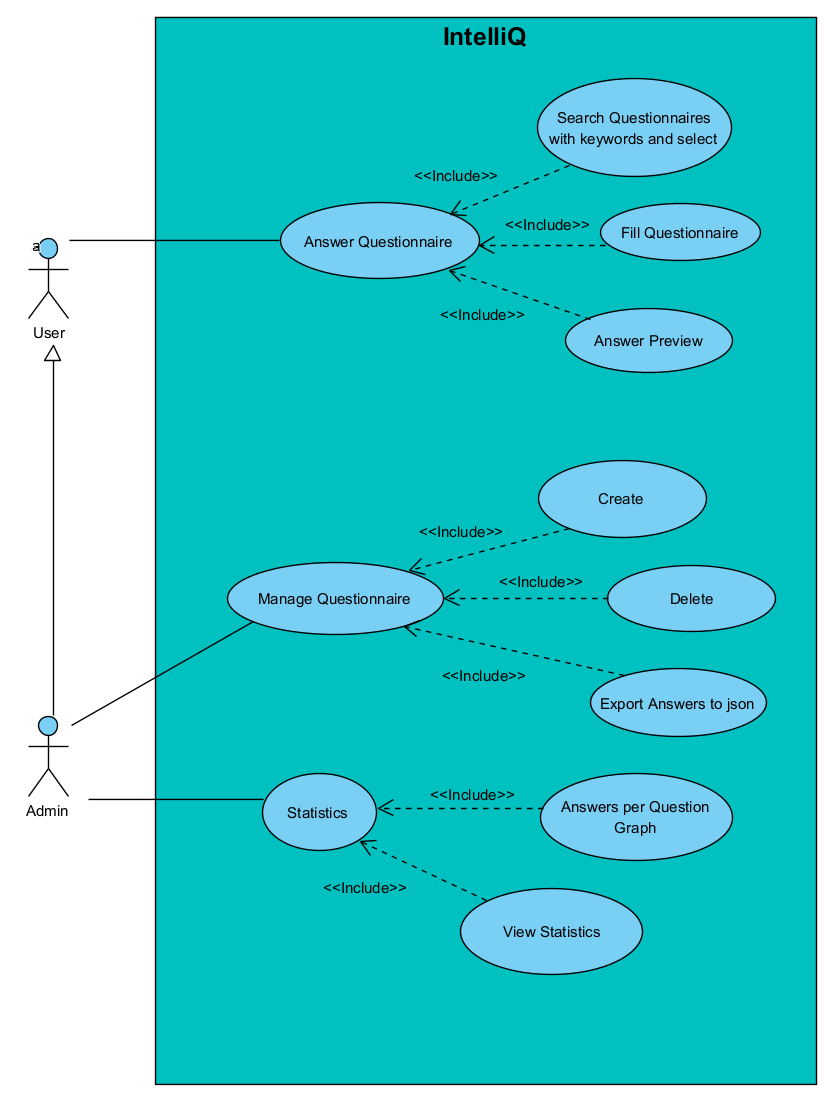 IntelliQ
Search Questionnaires
with keywords and select
<<Include>>
<<Include>>
Fill Questionnaire
Answer Questionnaire
a
<<Include>>
User
Answer Preview
Create
<<Include>>
<<Include>>
Manage Questionnaire
Delete
<<Include>>
Export Answers to json
Admin
<<Include>>
Answers per Question
Graph
Statistics
<<Include>>
View Statistics